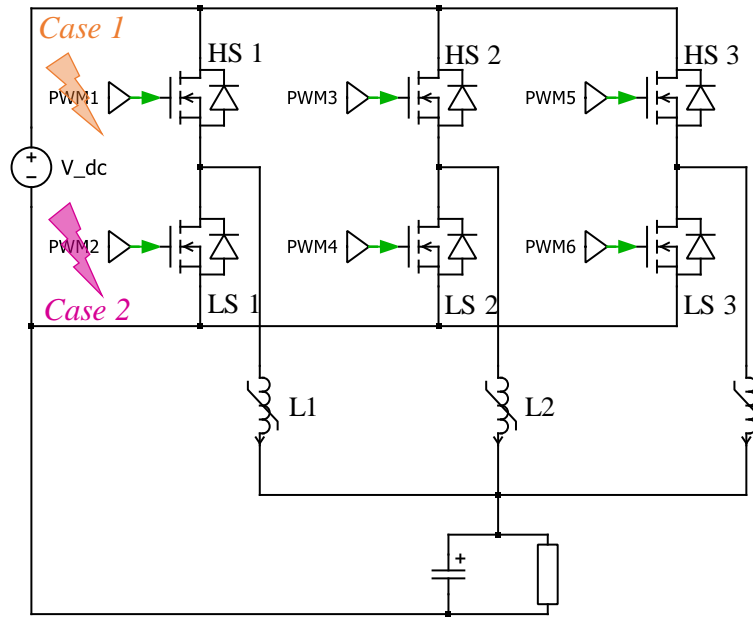 Case 1
HS 1
HS 2
HS 3
PWM1
PWM3
PWM5
+
−
V_dc
PWM2
PWM4
PWM6
Case 2
LS 1
LS 2
LS 3
L1
L2
+